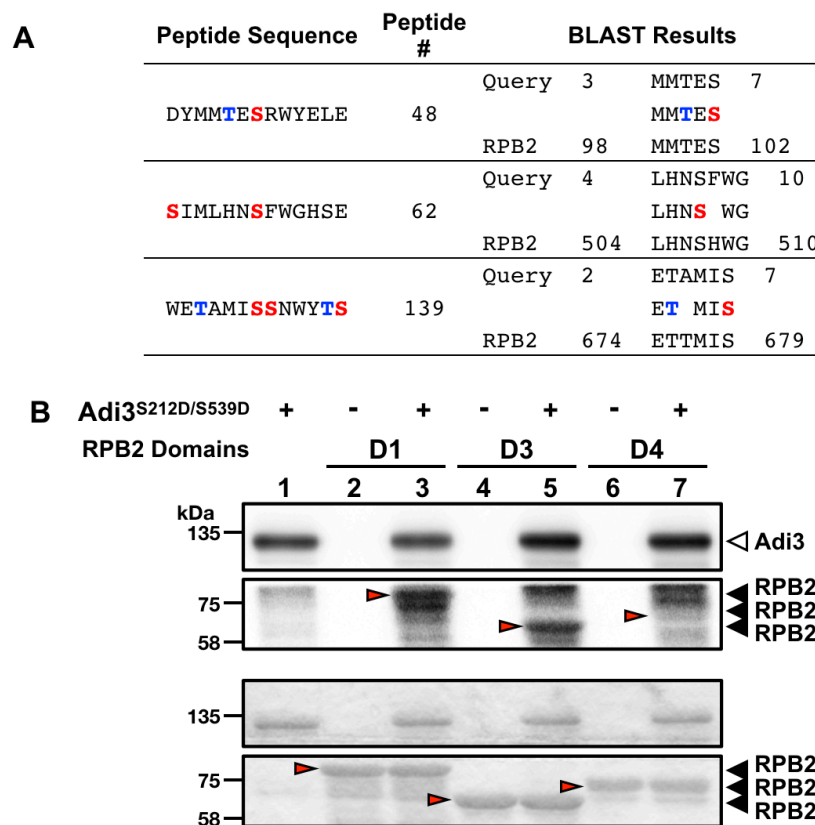 A
Peptide Sequence Peptide # BLAST Results
Query 3 MMTES 7
DYMMTESRWYELE 48 MMTES
RPB2 98 MMTES 102
Query 4 LHNSFWG 10
SIMLHNSFWGHSE 62 LHNS WG
RPB2 504 LHNSHWG 510
Query 2 ETAMIS 7
WETAMISSNWYTS 139 ET MIS
RPB2 674 ETTMIS 679
B
Adi3S212D/S539D + - + - + - +
RPB2 Domains D1 D3 D4
1 2 3 4 5 6 7
kDa
135 Adi3
RPB2
75 RPB2
RPB2
58
135
RPB2
75 RPB2
RPB2
58